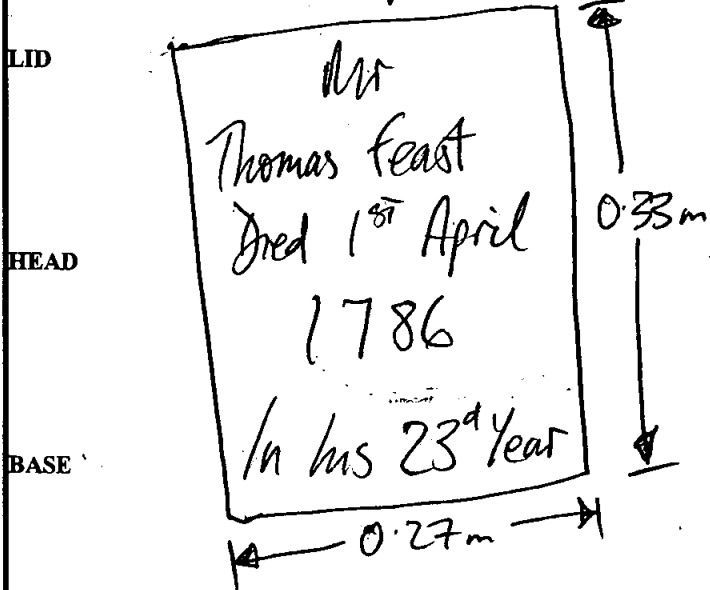 LID
HEAD
BASE
Mr
Thomas Feast
Died 1st April
1786
In his 23d Year
0.33m
0.27m